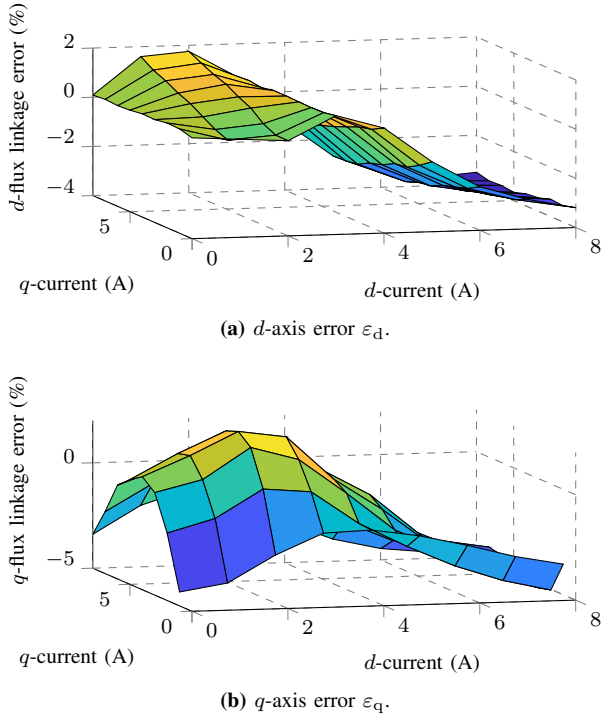 d-flux linkage error (%)
2
0
−2
−4
5
0
0
2
4
6
8
q-current (A)
d-current (A)
(a) d-axis error εd.
q-flux linkage error (%)
0
−5
5
0
0
2
4
6
8
q-current (A)
d-current (A)
(b) q-axis error εq.